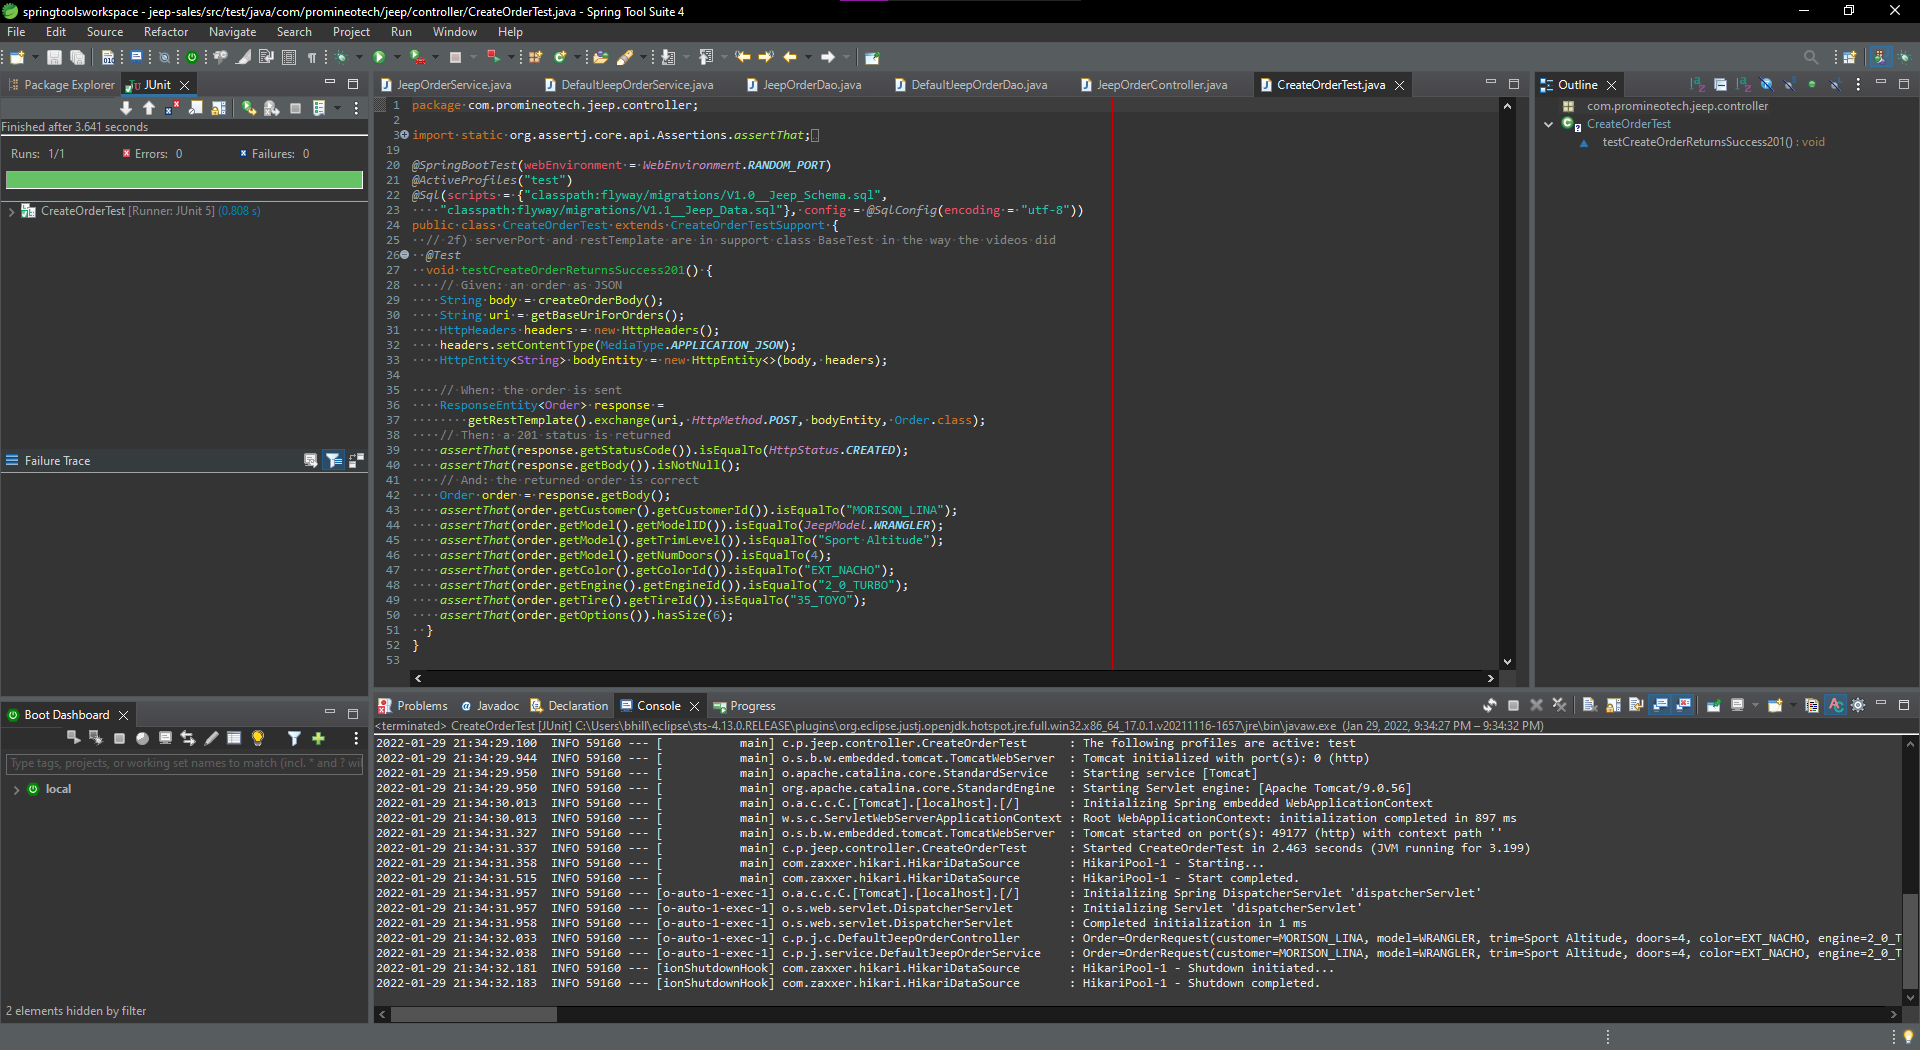 springtoolsworkspace - jeep-sales/src/test/java/com/promineotech/jeep/controller/CreateOrderTest.java - Spring Tool Suite 4
File Edit Source Refactor Navigate Search Project Run Window Help
Package Explorer JUnit
Finished after 3.641 seconds
Runs: 1/1 Errors: 0 Failures: 0
CreateOrderTest [Runner: JUnit 5] (0.808 s)
Failure Trace
Boot Dashboard
Type tags, projects, or working set names to match (incl. * and ? wil
local
2 elements hidden by filter
JeepOrderService.java DefaultJeepOrderService.java JeepOrderDao.java DefaultJeepOrderDao.java JeepOrderController.java CreateOrderTest.java
1 package com.promineotech.jeep.controller;
2
3 import static org.assertj.core.api.Assertions.assertThat;
19
20 @SpringBootTest(webEnvironment = WebEnvironment.RANDOM_PORT)
21 @ActiveProfiles("test")
22 @Sql(scripts = {"classpath:flyway/migrations/V1.0__Jeep_Schema.sql",
23 "classpath:flyway/migrations/V1.1__Jeep_Data.sql"}, config = @SqlConfig(encoding = "utf-8"))
24 public class CreateOrderTest extends CreateOrderTestSupport {
25 // 2f) serverPort and restTemplate are in support class BaseTest in the way the videos did
26 @Test
27 void testCreateOrderReturnsSuccess201() {
28 // Given: an order as JSON
29 String body = createOrderBody();
30 String uri = getBaseUriForOrders();
31 HttpHeaders headers = new HttpHeaders();
32 headers.setContentType(MediaType.APPLICATION_JSON);
33 HttpEntity<String> bodyEntity = new HttpEntity<>(body, headers);
34
35 // When: the order is sent
36 ResponseEntity<Order> response =
37 getRestTemplate().exchange(uri, HttpMethod.POST, bodyEntity, Order.class);
38 // Then: a 201 status is returned
39 assertThat(response.getStatusCode()).isEqualTo(HttpStatus.CREATED);
40 assertThat(response.getBody()).isNotNull();
41 // And: the returned order is correct
42 Order order = response.getBody();
43 assertThat(order.getCustomer().getCustomerId()).isEqualTo("MORISON_LINA");
44 assertThat(order.getModel().getModelID()).isEqualTo(JeepModel.WRANGLER);
45 assertThat(order.getModel().getTrimLevel()).isEqualTo("Sport Altitude");
46 assertThat(order.getModel().getNumDoors()).isEqualTo(4);
47 assertThat(order.getColor().getColorId()).isEqualTo("EXT_NACHO");
48 assertThat(order.getEngine().getEngineId()).isEqualTo("2_0_TURBO");
49 assertThat(order.getTire().getTireId()).isEqualTo("35_TOYO");
50 assertThat(order.getOptions()).hasSize(6);
51 }
52 }
53
Outline
com.promineotech.jeep.controller
CreateOrderTest
testCreateOrderReturnsSuccess201() : void
Problems Javadoc Declaration Console Progress
<terminated> CreateOrderTest [JUnit] C:\Users\bhill\eclipse\sts-4.13.0.RELEASE\plugins\org.eclipse.justj.openjdk.hotspot.jre.full.win32.x86_64_17.0.1.v20211116-1657\jre\bin\javaw.exe (Jan 29, 2022, 9:34:27 PM – 9:34:32 PM)
2022-01-29 21:34:29.100 INFO 59160 --- [ main] c.p.jeep.controller.CreateOrderTest : The following profiles are active: test
2022-01-29 21:34:29.944 INFO 59160 --- [ main] o.s.b.w.embedded.tomcat.TomcatWebServer : Tomcat initialized with port(s): 0 (http)
2022-01-29 21:34:29.950 INFO 59160 --- [ main] o.apache.catalina.core.StandardService : Starting service [Tomcat]
2022-01-29 21:34:29.950 INFO 59160 --- [ main] org.apache.catalina.core.StandardEngine : Starting Servlet engine: [Apache Tomcat/9.0.56]
2022-01-29 21:34:30.013 INFO 59160 --- [ main] o.a.c.c.C.[Tomcat].[localhost].[/] : Initializing Spring embedded WebApplicationContext
2022-01-29 21:34:30.013 INFO 59160 --- [ main] w.s.c.ServletWebServerApplicationContext : Root WebApplicationContext: initialization completed in 897 ms
2022-01-29 21:34:31.327 INFO 59160 --- [ main] o.s.b.w.embedded.tomcat.TomcatWebServer : Tomcat started on port(s): 49177 (http) with context path ''
2022-01-29 21:34:31.337 INFO 59160 --- [ main] c.p.jeep.controller.CreateOrderTest : Started CreateOrderTest in 2.463 seconds (JVM running for 3.199)
2022-01-29 21:34:31.358 INFO 59160 --- [ main] com.zaxxer.hikari.HikariDataSource : HikariPool-1 - Starting...
2022-01-29 21:34:31.515 INFO 59160 --- [ main] com.zaxxer.hikari.HikariDataSource : HikariPool-1 - Start completed.
2022-01-29 21:34:31.957 INFO 59160 --- [o-auto-1-exec-1] o.a.c.c.C.[Tomcat].[localhost].[/] : Initializing Spring DispatcherServlet 'dispatcherServlet'
2022-01-29 21:34:31.957 INFO 59160 --- [o-auto-1-exec-1] o.s.web.servlet.DispatcherServlet : Initializing Servlet 'dispatcherServlet'
2022-01-29 21:34:31.958 INFO 59160 --- [o-auto-1-exec-1] o.s.web.servlet.DispatcherServlet : Completed initialization in 1 ms
2022-01-29 21:34:32.033 INFO 59160 --- [o-auto-1-exec-1] c.p.j.c.DefaultJeepOrderController : Order=OrderRequest(customer=MORISON_LINA, model=WRANGLER, trim=Sport Altitude, doors=4, color=EXT_NACHO, engine=2_0_T
2022-01-29 21:34:32.038 INFO 59160 --- [o-auto-1-exec-1] c.p.j.service.DefaultJeepOrderService : Order=OrderRequest(customer=MORISON_LINA, model=WRANGLER, trim=Sport Altitude, doors=4, color=EXT_NACHO, engine=2_0_T
2022-01-29 21:34:32.181 INFO 59160 --- [ionShutdownHook] com.zaxxer.hikari.HikariDataSource : HikariPool-1 - Shutdown initiated...
2022-01-29 21:34:32.183 INFO 59160 --- [ionShutdownHook] com.zaxxer.hikari.HikariDataSource : HikariPool-1 - Shutdown completed.